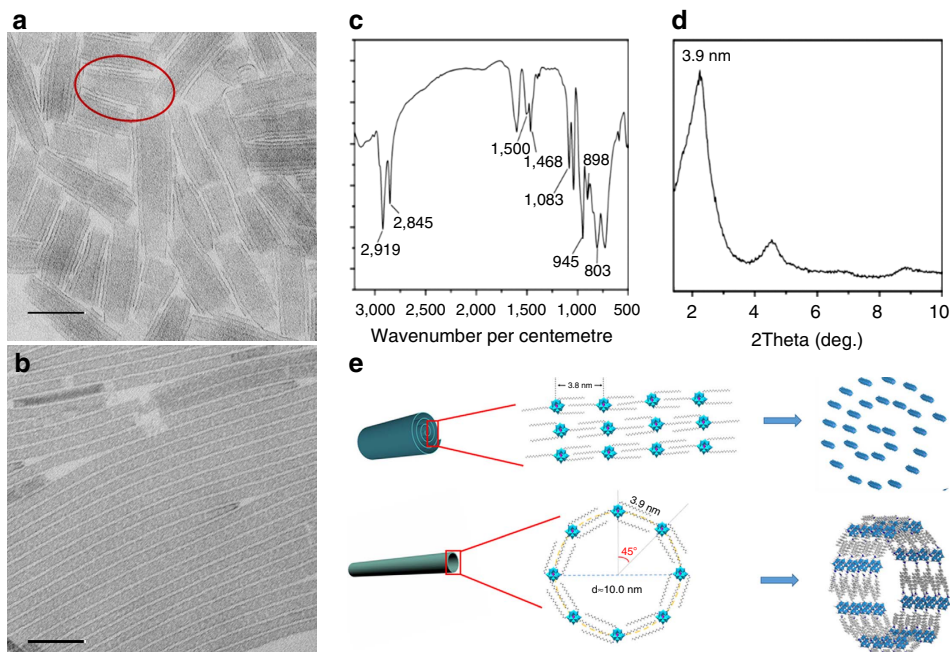 a
b
c
2,919
2,845
1,500
1,468
1,083
898
945
803
3,000
2,500
2,000
1,500
1,000
500
Wavenumber per centemetre
d
3.9 nm
2
4
6
8
10
2Theta (deg.)
e
3.8 nm
3.9 nm
45°
d≈10.0 nm